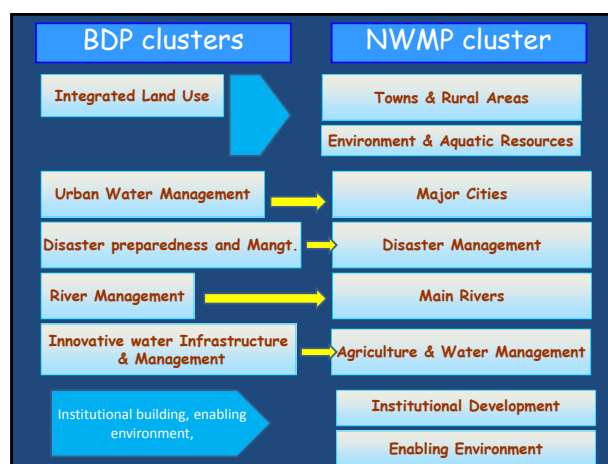 BDP clusters
NWMP cluster
Integrated Land Use
Towns & Rural Areas
Environment & Aquatic Resources
Urban Water Management
Major Cities
Disaster preparedness and Mangt.
Disaster Management
River Management
Main Rivers
Innovative water Infrastructure
& Management
Agriculture & Water Management
Institutional building, enabling
environment,
Institutional Development
Enabling Environment